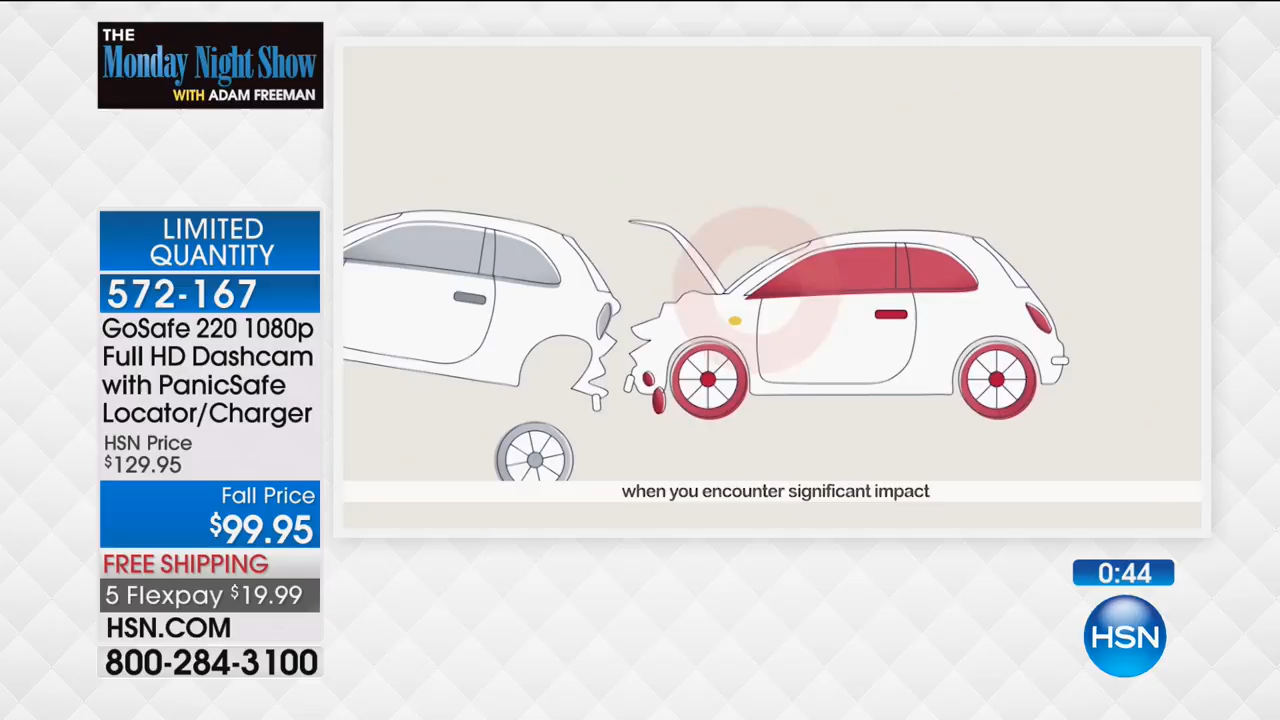 THE
Monday Night Show
WITH ADAM FREEMAN
LIMITED
QUANTITY
572-167
GoSafe 220 1080p
Full HD Dashcam
with PanicSafe
Locator/Charger
HSN Price
$129.95
Fall Price
$99.95
FREE SHIPPING
5 Flexpay $19.99
HSN.COM
800-284-3100
when you encounter significant impact
0:44
HSN